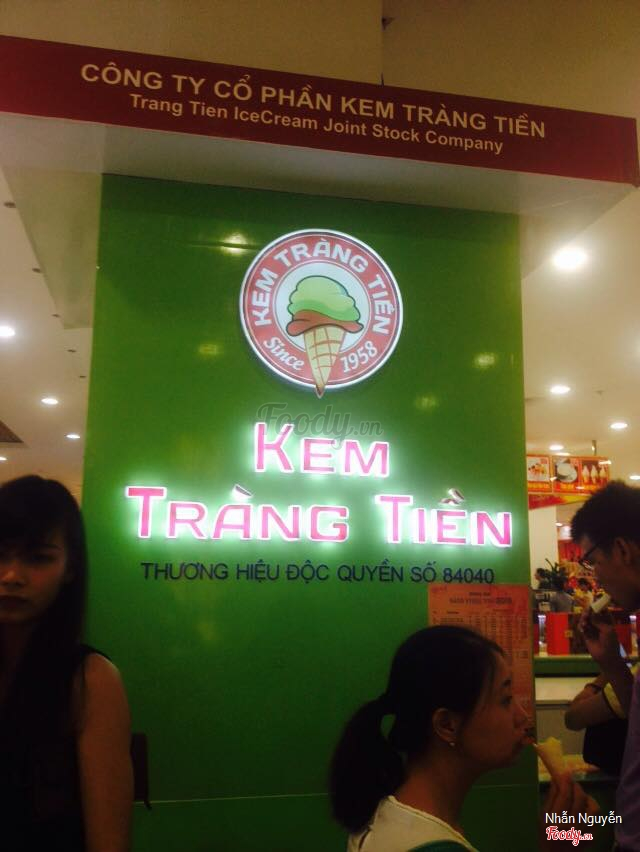 CÔNG TY CỔ PHẦN KEM TRÀNG TIỀN
Trang Tien IceCream Joint Stock Company
KEM TRÀNG TIỀN
Since 1958
Foody.vn
KEM
TRÀNG TIỀN
THƯƠNG HIỆU ĐỘC QUYỀN SỐ 84040
Nhẫn Nguyễn
Foody.vn